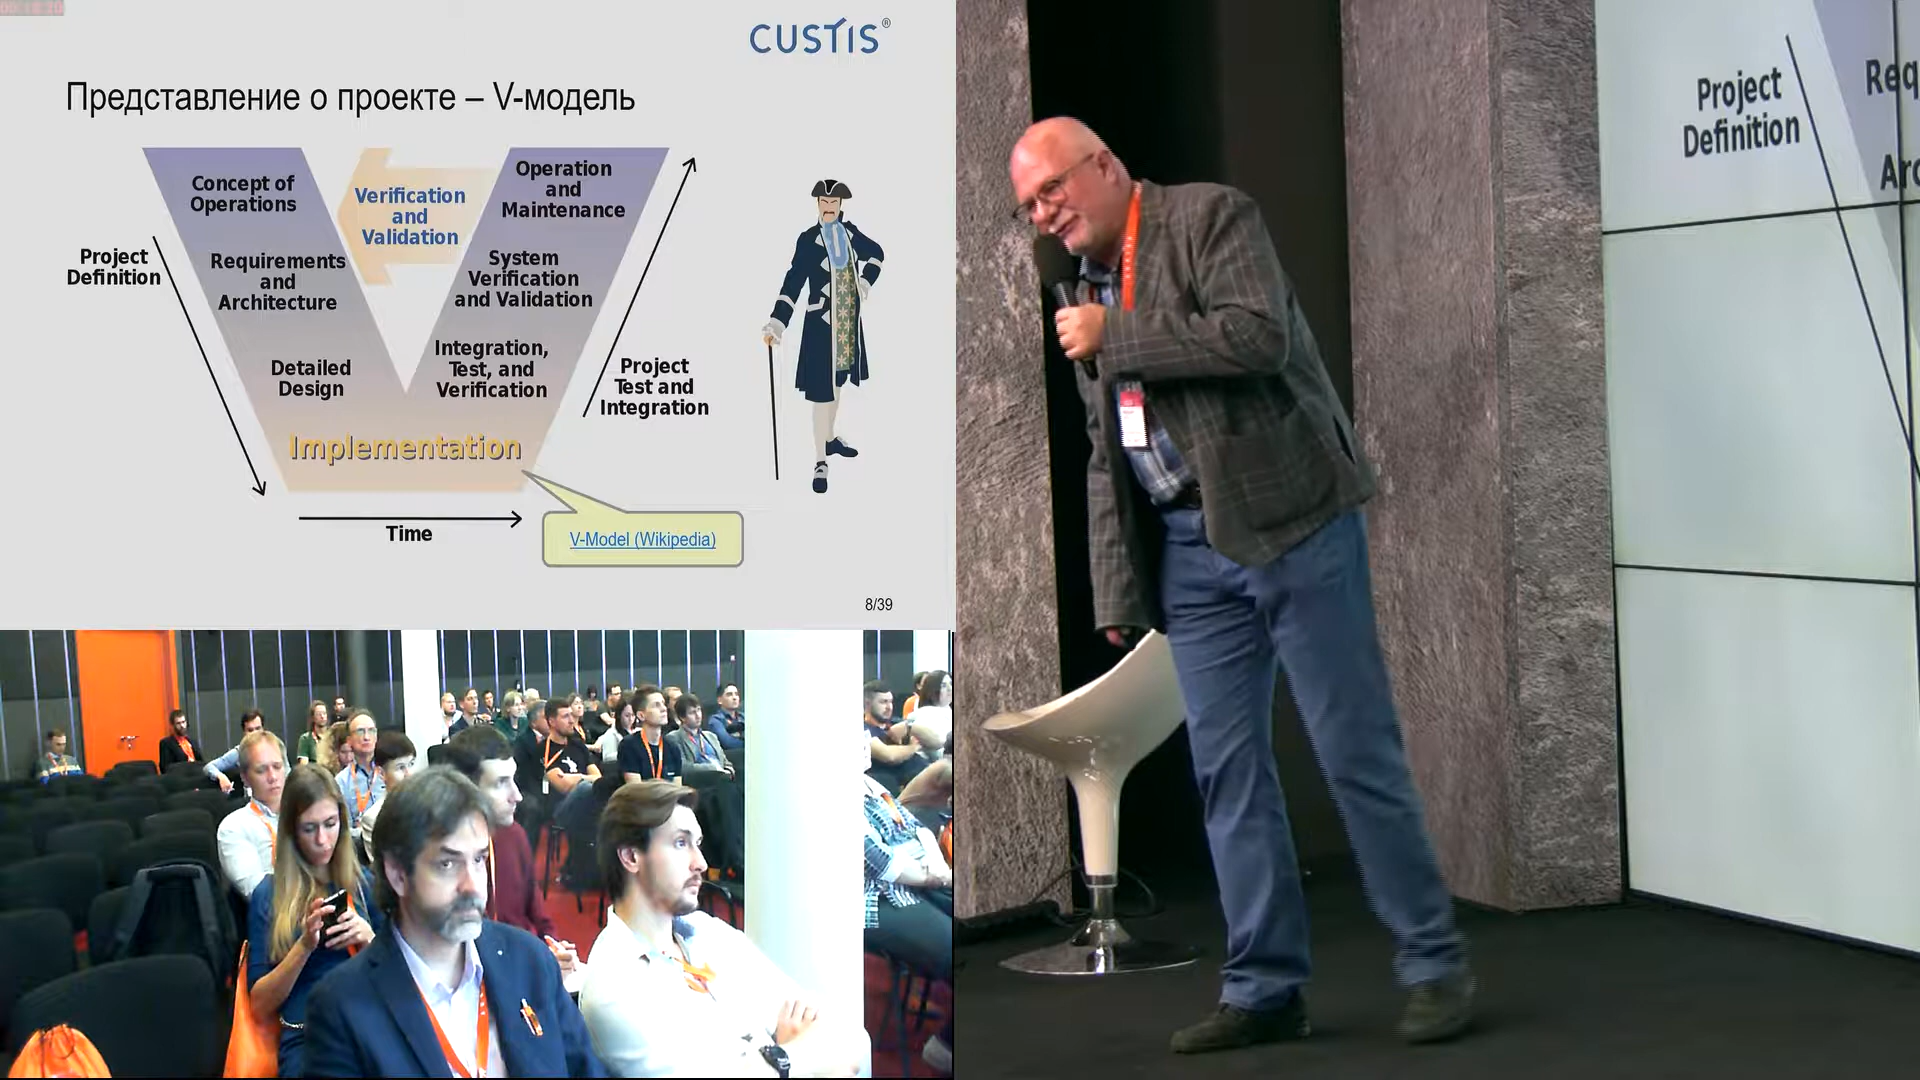 CUSTIS®
Представление о проекте – V-модель
Concept of
Operations
Verification
and
Validation
Operation
and
Maintenance
Project
Definition
Requirements
and
Architecture
System
Verification
and Validation
Detailed
Design
Integration,
Test, and
Verification
Project
Test and
Integration
Implementation
Time
V-Model (Wikipedia)
8/39
Project
Definition